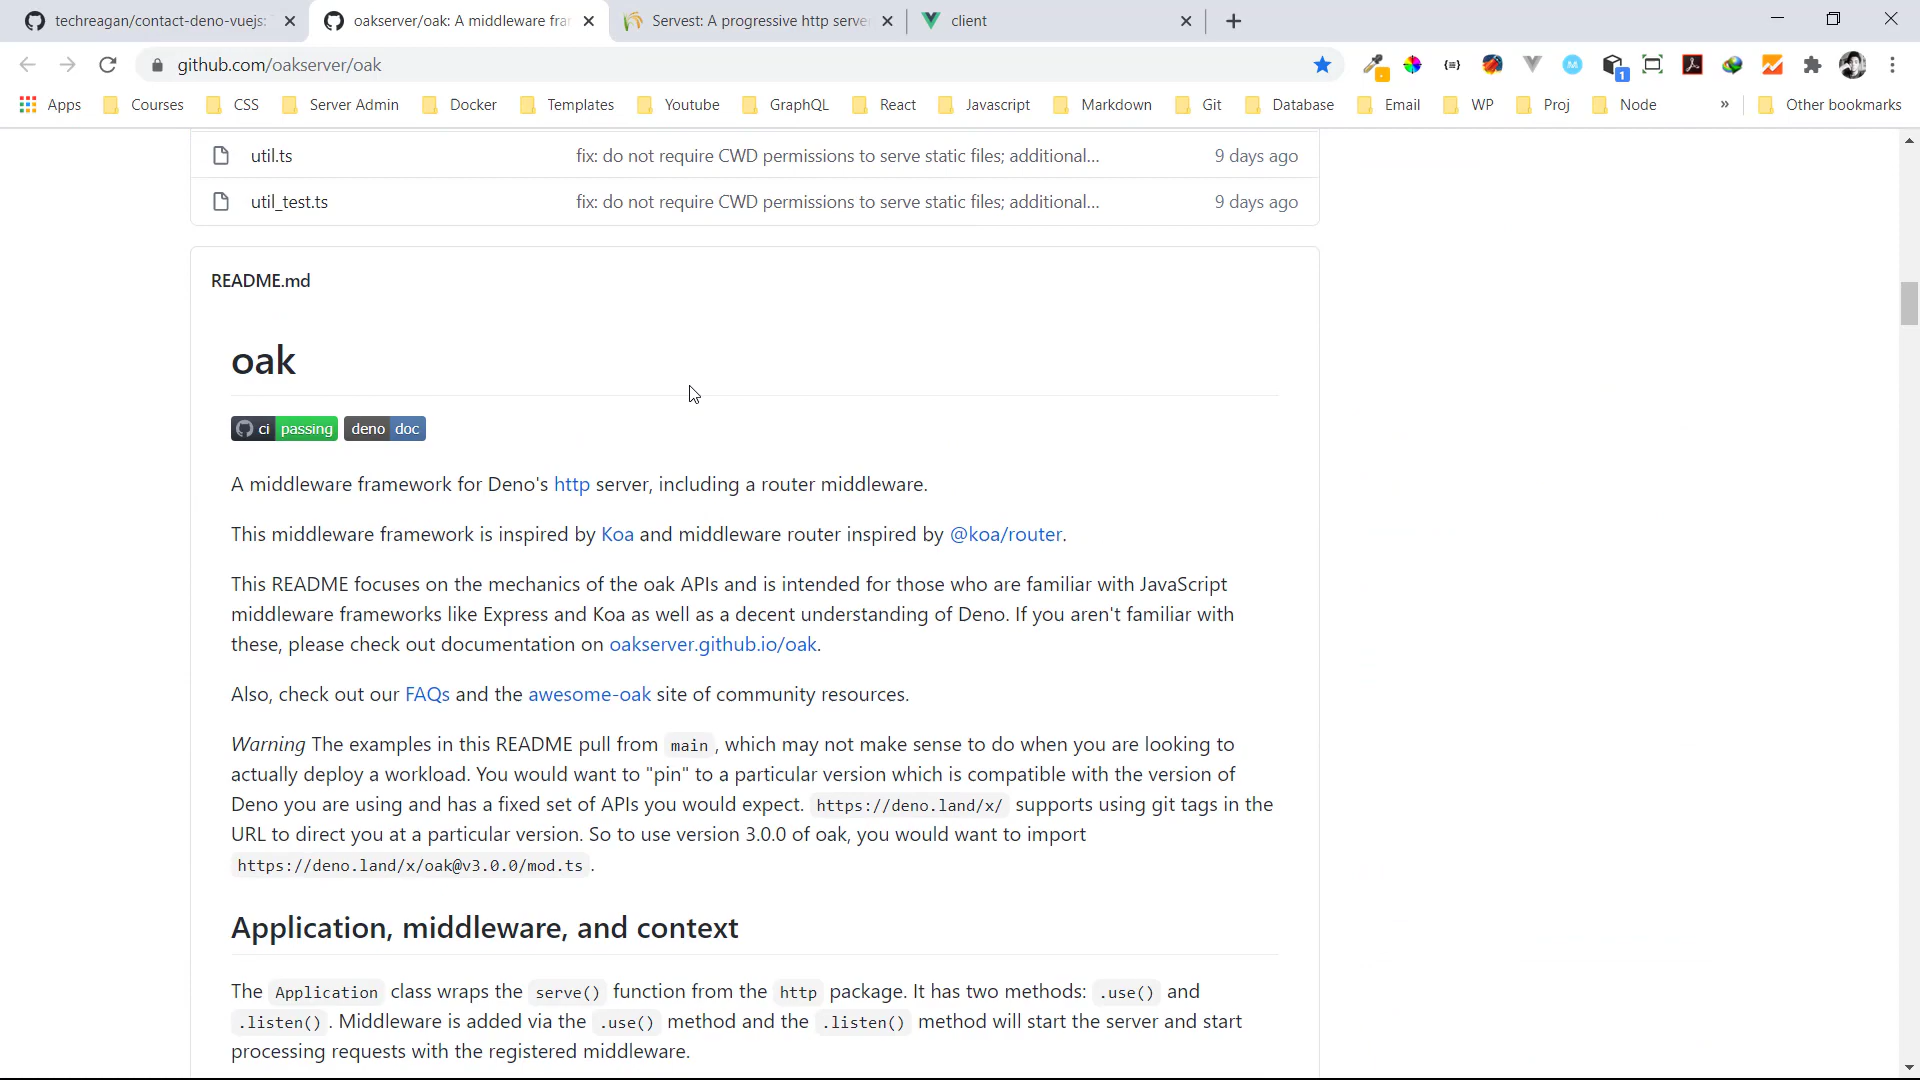 techreagan/contact-deno-vuejs:
oakserver/oak: A middleware fra
Servest: A progressive http serve
client
github.com/oakserver/oak
1
Apps
Courses
CSS
Server Admin
Docker
Templates
Youtube
GraphQL
React
Javascript
Markdown
Git
Database
Email
WP
Proj
Node
»
Other bookmarks
util.ts fix: do not require CWD permissions to serve static files; additional... 9 days ago
util_test.ts fix: do not require CWD permissions to serve static files; additional... 9 days ago
README.md
oak
ci passing deno doc
A middleware framework for Deno's http server, including a router middleware.
This middleware framework is inspired by Koa and middleware router inspired by @koa/router.
This README focuses on the mechanics of the oak APIs and is intended for those who are familiar with JavaScript
middleware frameworks like Express and Koa as well as a decent understanding of Deno. If you aren't familiar with
these, please check out documentation on oakserver.github.io/oak.
Also, check out our FAQs and the awesome-oak site of community resources.
Warning The examples in this README pull from main , which may not make sense to do when you are looking to
actually deploy a workload. You would want to "pin" to a particular version which is compatible with the version of
Deno you are using and has a fixed set of APIs you would expect. https://deno.land/x/ supports using git tags in the
URL to direct you at a particular version. So to use version 3.0.0 of oak, you would want to import
https://deno.land/x/oak@v3.0.0/mod.ts .
Application, middleware, and context
The Application class wraps the serve() function from the http package. It has two methods: .use() and
.listen() . Middleware is added via the .use() method and the .listen() method will start the server and start
processing requests with the registered middleware.